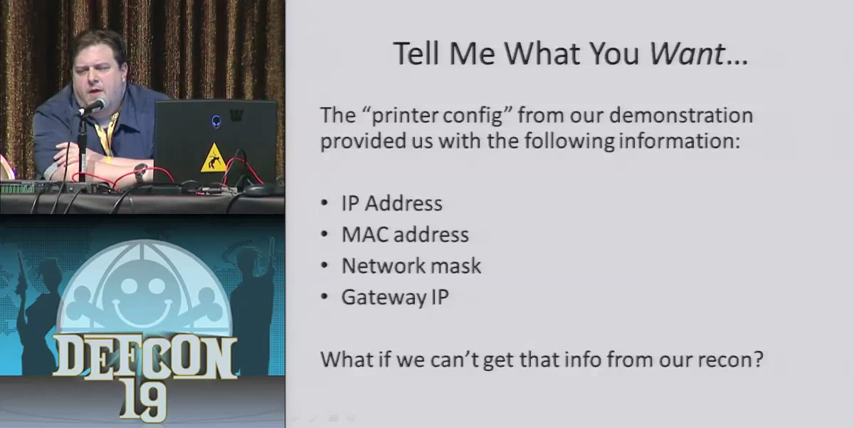 Tell Me What You Want...
The “printer config” from our demonstration
provided us with the following information:
• IP Address
• MAC address
• Network mask
• Gateway IP
What if we can’t get that info from our recon?
DEFCON
19